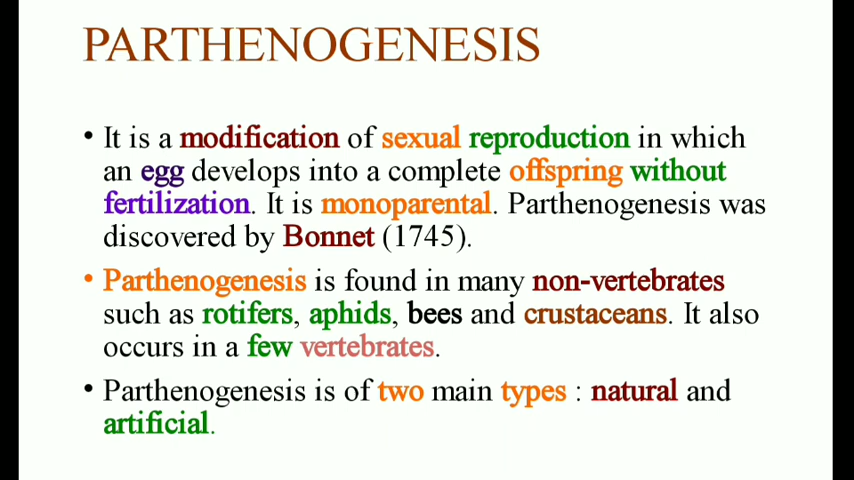 PARTHENOGENESIS
• It is a modification of sexual reproduction in which
an egg develops into a complete offspring without
fertilization. It is monoparental. Parthenogenesis was
discovered by Bonnet (1745).
• Parthenogenesis is found in many non-vertebrates
such as rotifers, aphids, bees and crustaceans. It also
occurs in a few vertebrates.
• Parthenogenesis is of two main types : natural and
artificial.